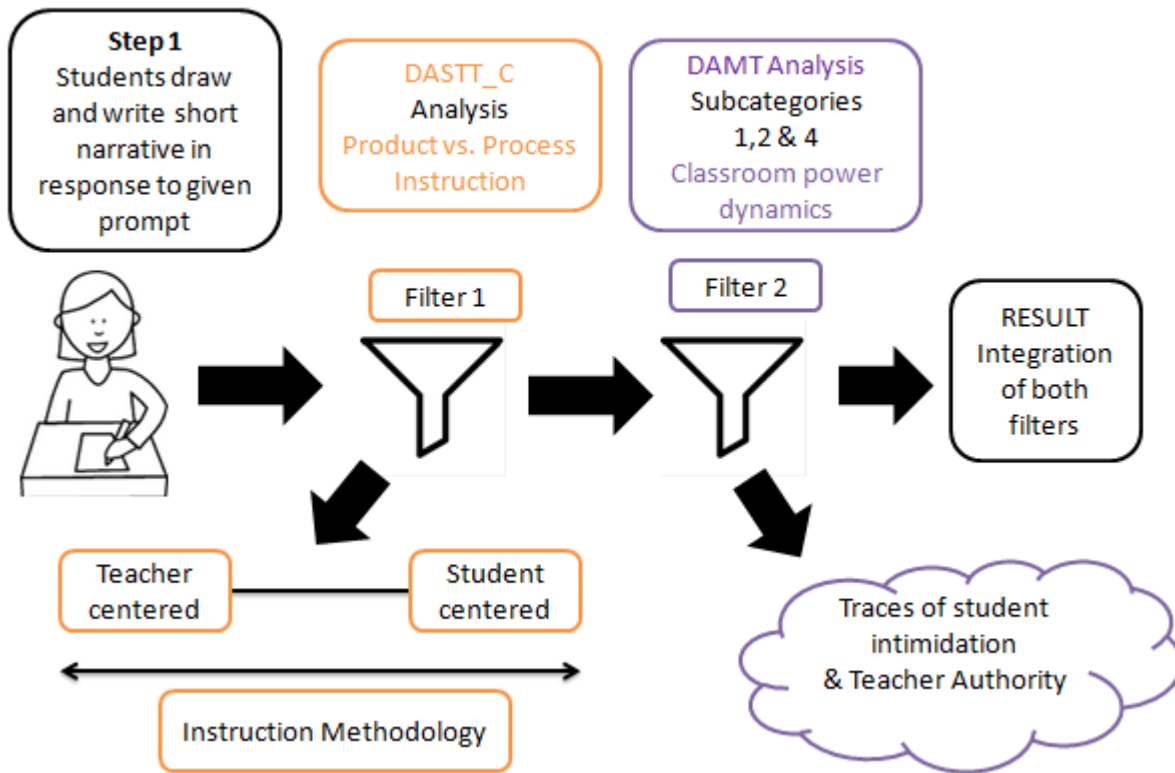 Step 1
Students draw
and write short
narrative in
response to given
prompt
DASTT_C
Analysis
Product vs. Process
Instruction
DAMT Analysis
Subcategories
1,2 & 4
Classroom power
dynamics
Filter 1
Filter 2
RESULT
Integration
of both
filters
Teacher
centered
Student
centered
Instruction Methodology
Traces of student
intimidation
& Teacher Authority